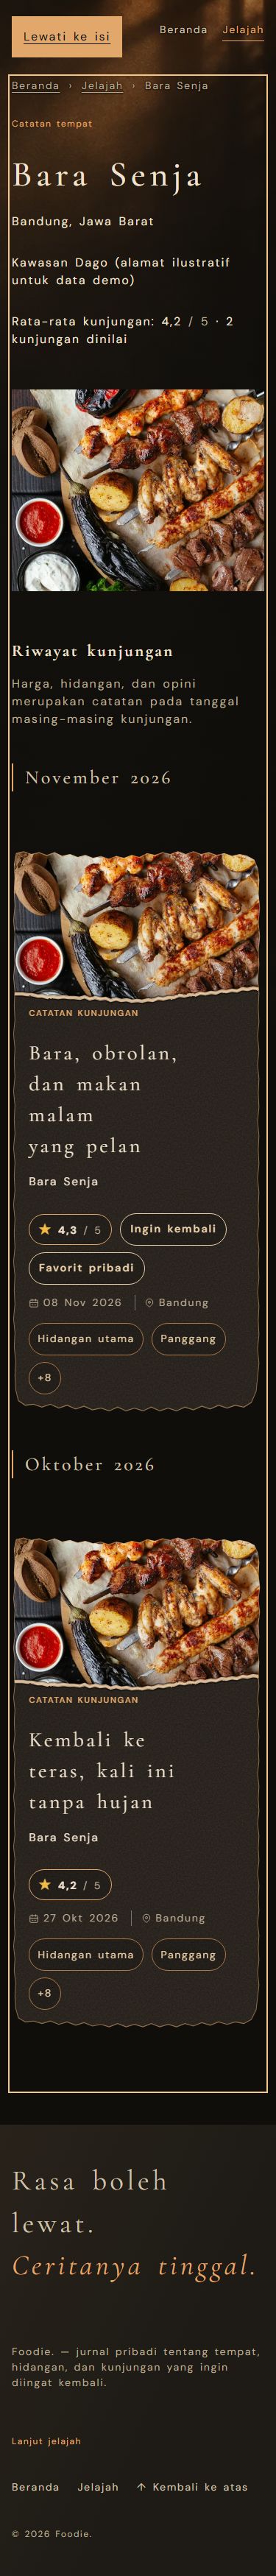 Lewati ke isi
Beranda Jelajah
Beranda › Jelajah › Bara Senja
Catatan tempat
Bara Senja
Bandung, Jawa Barat
Kawasan Dago (alamat ilustratif
untuk data demo)
Rata-rata kunjungan: 4,2 / 5 · 2
kunjungan dinilai
Riwayat kunjungan
Harga, hidangan, dan opini
merupakan catatan pada tanggal
masing-masing kunjungan.
November 2026
CATATAN KUNJUNGAN
Bara, obrolan,
dan makan
malam
yang pelan
Bara Senja
★ 4,3 / 5 Ingin kembali
Favorit pribadi
08 Nov 2026 Bandung
Hidangan utama Panggang
+8
Oktober 2026
CATATAN KUNJUNGAN
Kembali ke
teras, kali ini
tanpa hujan
Bara Senja
★ 4,2 / 5
27 Okt 2026 Bandung
Hidangan utama Panggang
+8
Rasa boleh
lewat.
Ceritanya tinggal.
Foodie. — jurnal pribadi tentang tempat,
hidangan, dan kunjungan yang ingin
diingat kembali.
Lanjut jelajah
Beranda Jelajah ↑ Kembali ke atas
© 2026 Foodie.